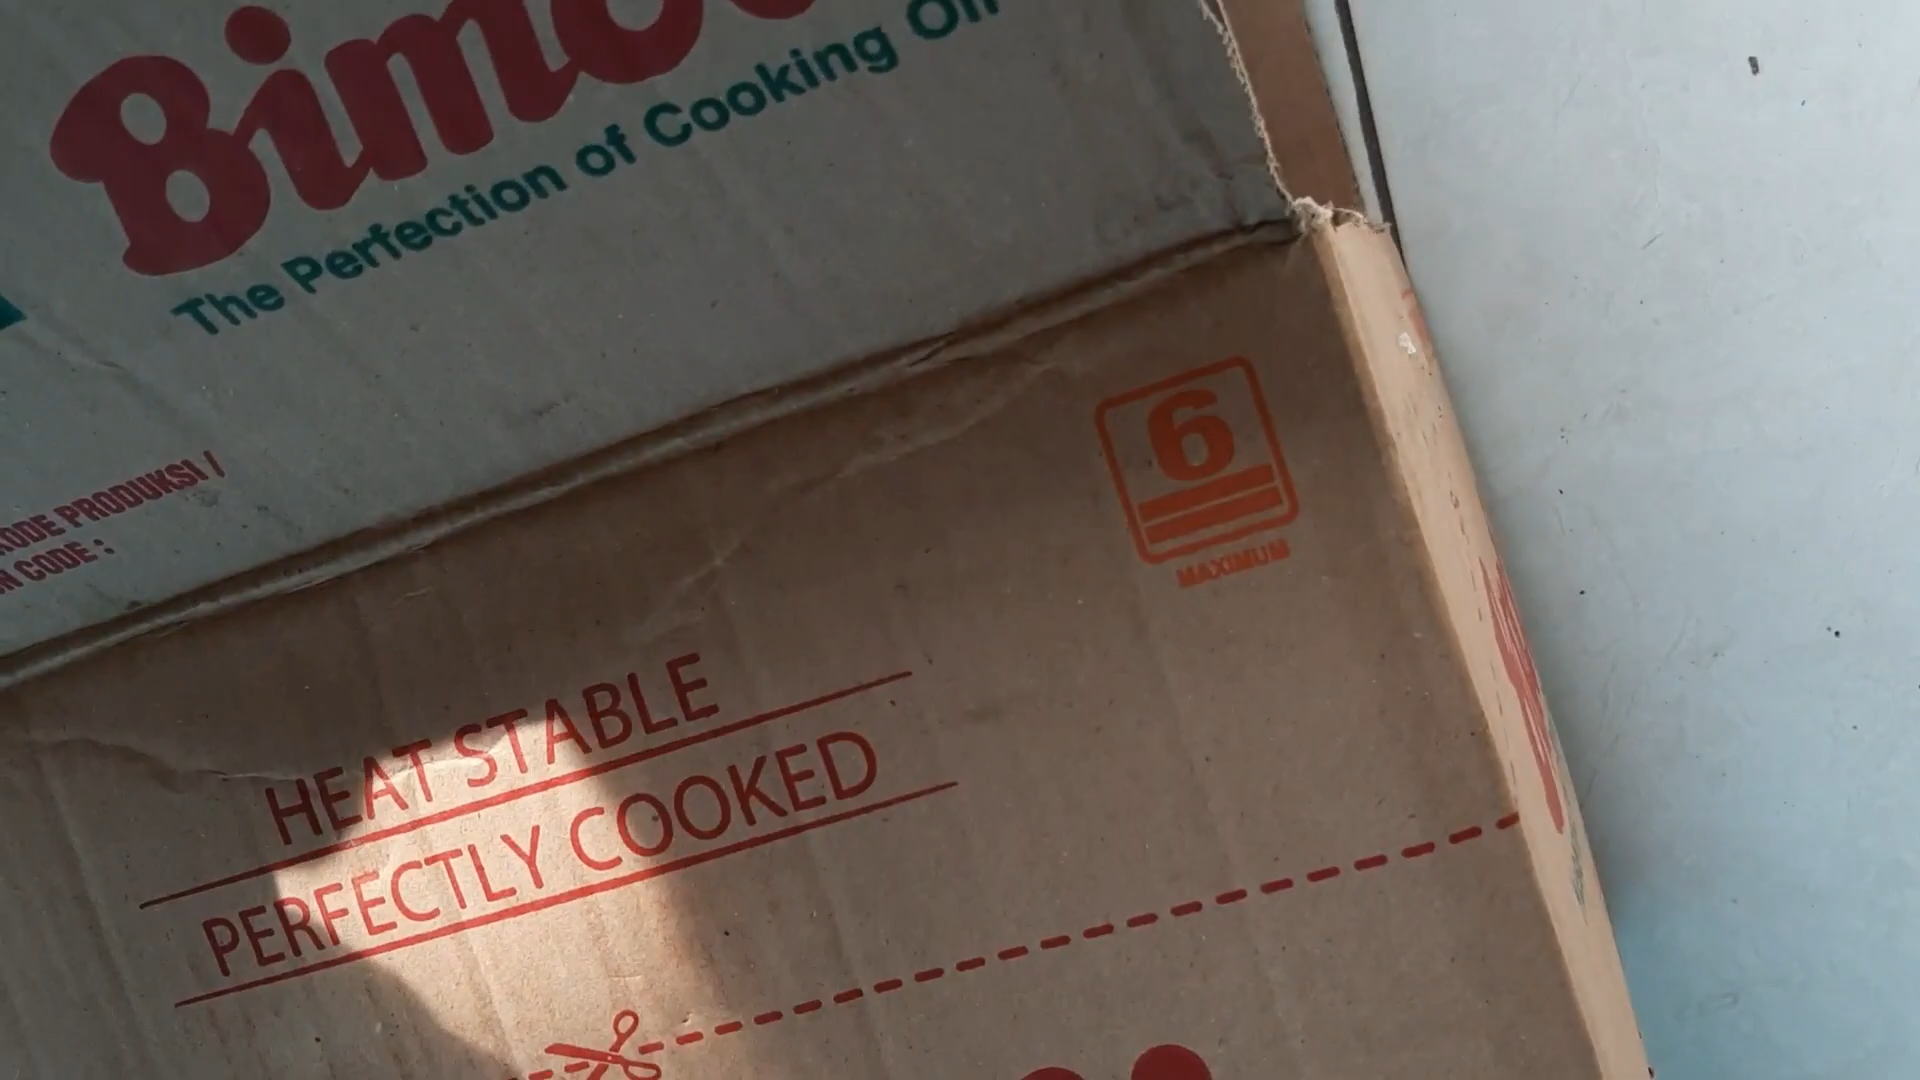 The Perfection of Cooking Oil
KODE PRODUKSI /
CODE :
6
MAXIMUM
HEAT STABLE
PERFECTLY COOKED